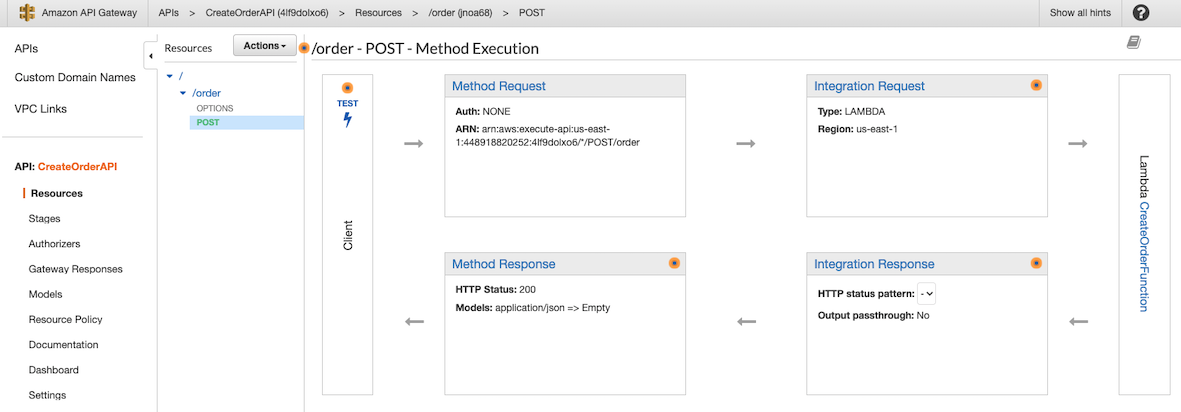 Amazon API Gateway
APIs > CreateOrderAPI (4lf9dolxo6) > Resources > /order (jnoa68) > POST
Show all hints
?
APIs
Custom Domain Names
VPC Links
API: CreateOrderAPI
Resources
Stages
Authorizers
Gateway Responses
Models
Resource Policy
Documentation
Dashboard
Settings
Resources
Actions
/
/order
OPTIONS
POST
/order - POST - Method Execution
TEST
Client
Method Request
Auth: NONE
ARN: arn:aws:execute-api:us-east-
1:448918820252:4lf9dolxo6/*/POST/order
Integration Request
Type: LAMBDA
Region: us-east-1
Lambda CreateOrderFunction
Method Response
HTTP Status: 200
Models: application/json => Empty
Integration Response
HTTP status pattern: -
Output passthrough: No